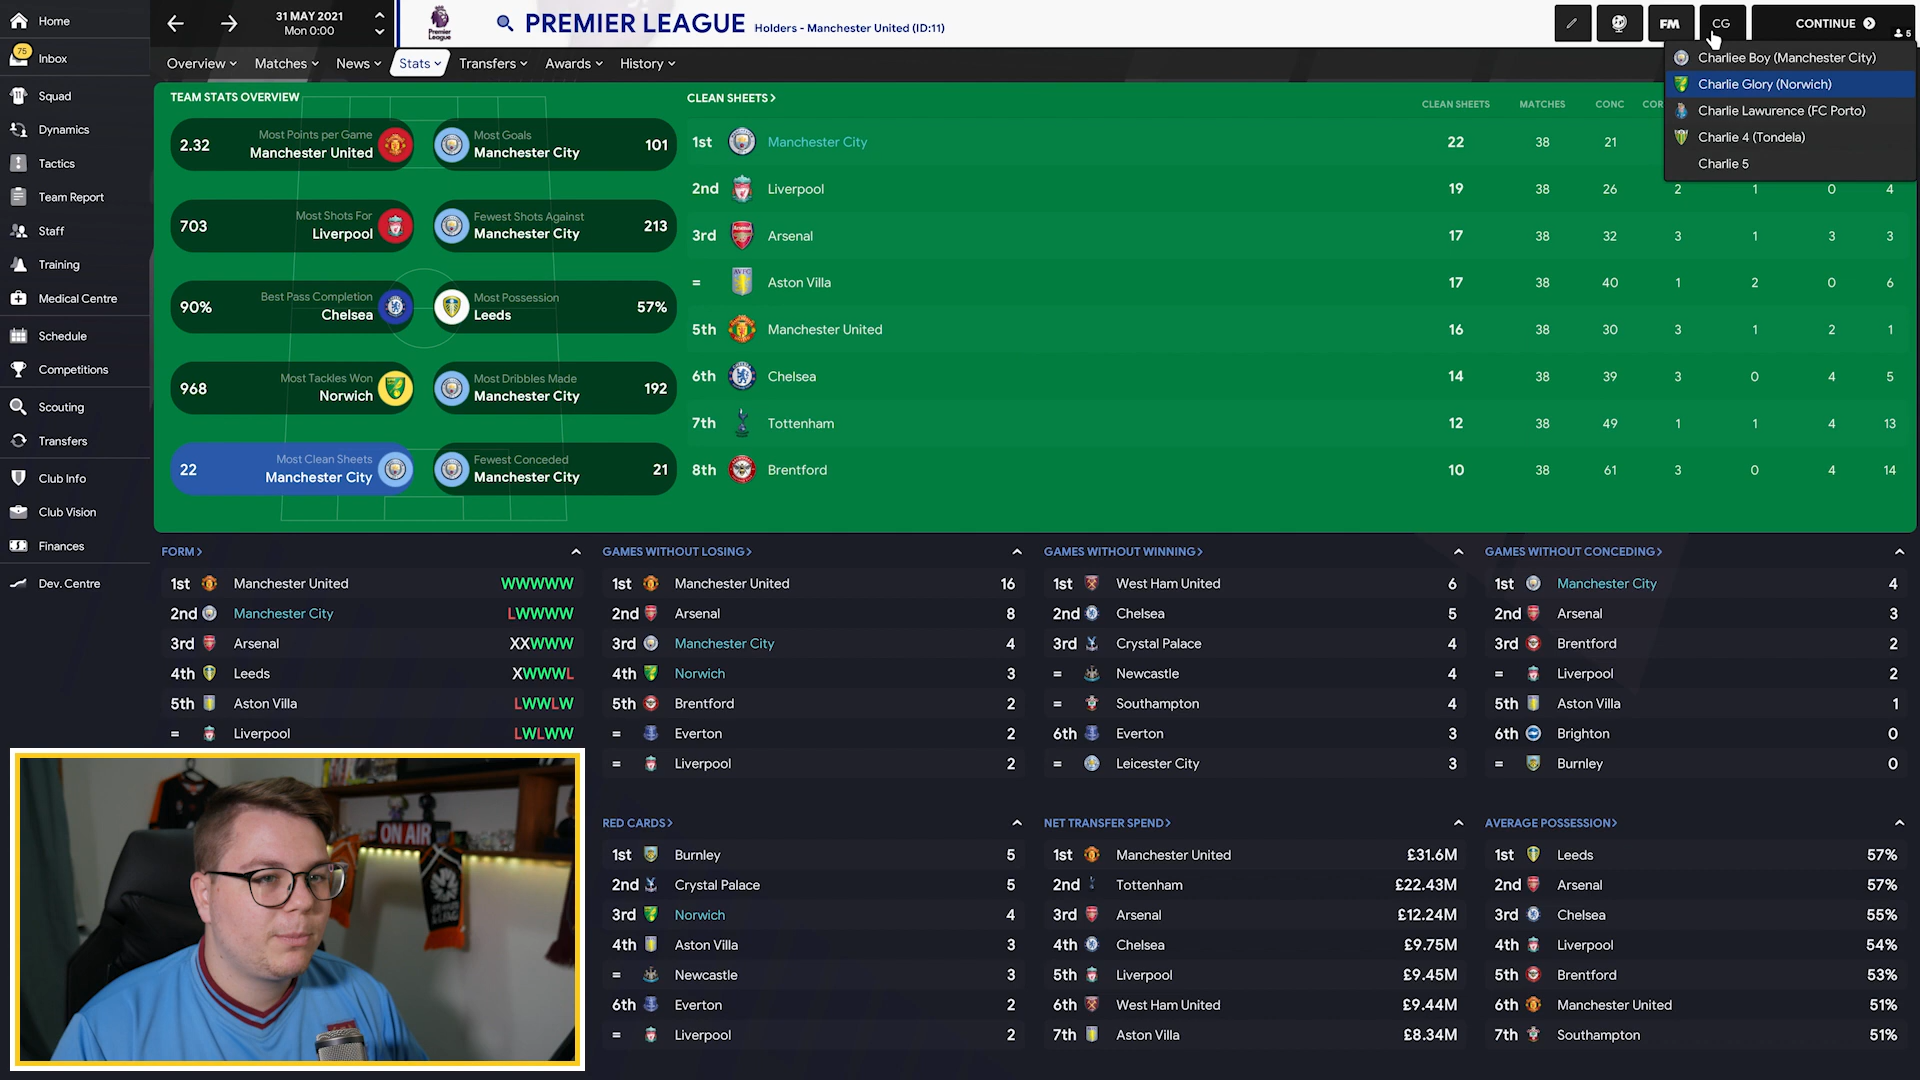 Home
75
Inbox
Squad
Dynamics
Tactics
Team Report
Staff
Training
Medical Centre
Schedule
Competitions
Scouting
Transfers
Club Info
Club Vision
Finances
Dev. Centre
31 MAY 2021
Mon 0:00
Premier League
PREMIER LEAGUE
Holders - Manchester United (ID:11)
FM
CG
CONTINUE
5
Overview Matches News Stats Transfers Awards History
Charliee Boy (Manchester City)
Charlie Glory (Norwich)
Charlie Lawurence (FC Porto)
Charlie 4 (Tondela)
Charlie 5
TEAM STATS OVERVIEW
2.32 Most Points per Game
Manchester United
Most Goals
Manchester City 101
703 Most Shots For
Liverpool
Fewest Shots Against
Manchester City 213
90% Best Pass Completion
Chelsea
Most Possession
Leeds 57%
968 Most Tackles Won
Norwich
Most Dribbles Made
Manchester City 192
22 Most Clean Sheets
Manchester City
Fewest Conceded
Manchester City 21
CLEAN SHEETS >
CLEAN SHEETS MATCHES CONC COR
1st Manchester City 22 38 21
2nd Liverpool 19 38 26 2 1 0 4
3rd Arsenal 17 38 32 3 1 3 3
= Aston Villa 17 38 40 1 2 0 6
5th Manchester United 16 38 30 3 1 2 1
6th Chelsea 14 38 39 3 0 4 5
7th Tottenham 12 38 49 1 1 4 13
8th Brentford 10 38 61 3 0 4 14
FORM >
1st Manchester United WWWWW
2nd Manchester City LWWWW
3rd Arsenal XXWWW
4th Leeds XWWWL
5th Aston Villa LWWLW
= Liverpool LWLWW
GAMES WITHOUT LOSING >
1st Manchester United 16
2nd Arsenal 8
3rd Manchester City 4
4th Norwich 3
5th Brentford 2
= Everton 2
= Liverpool 2
GAMES WITHOUT WINNING >
1st West Ham United 6
2nd Chelsea 5
3rd Crystal Palace 4
= Newcastle 4
= Southampton 4
6th Everton 3
= Leicester City 3
GAMES WITHOUT CONCEDING >
1st Manchester City 4
2nd Arsenal 3
3rd Brentford 2
= Liverpool 2
5th Aston Villa 1
6th Brighton 0
= Burnley 0
RED CARDS >
1st Burnley 5
2nd Crystal Palace 5
3rd Norwich 4
4th Aston Villa 3
= Newcastle 3
6th Everton 2
= Liverpool 2
NET TRANSFER SPEND >
1st Manchester United £31.6M
2nd Tottenham £22.43M
3rd Arsenal £12.24M
4th Chelsea £9.75M
5th Liverpool £9.45M
6th West Ham United £9.44M
7th Aston Villa £8.34M
AVERAGE POSSESSION >
1st Leeds 57%
2nd Arsenal 57%
3rd Chelsea 55%
4th Liverpool 54%
5th Brentford 53%
6th Manchester United 51%
7th Southampton 51%
ON AIR